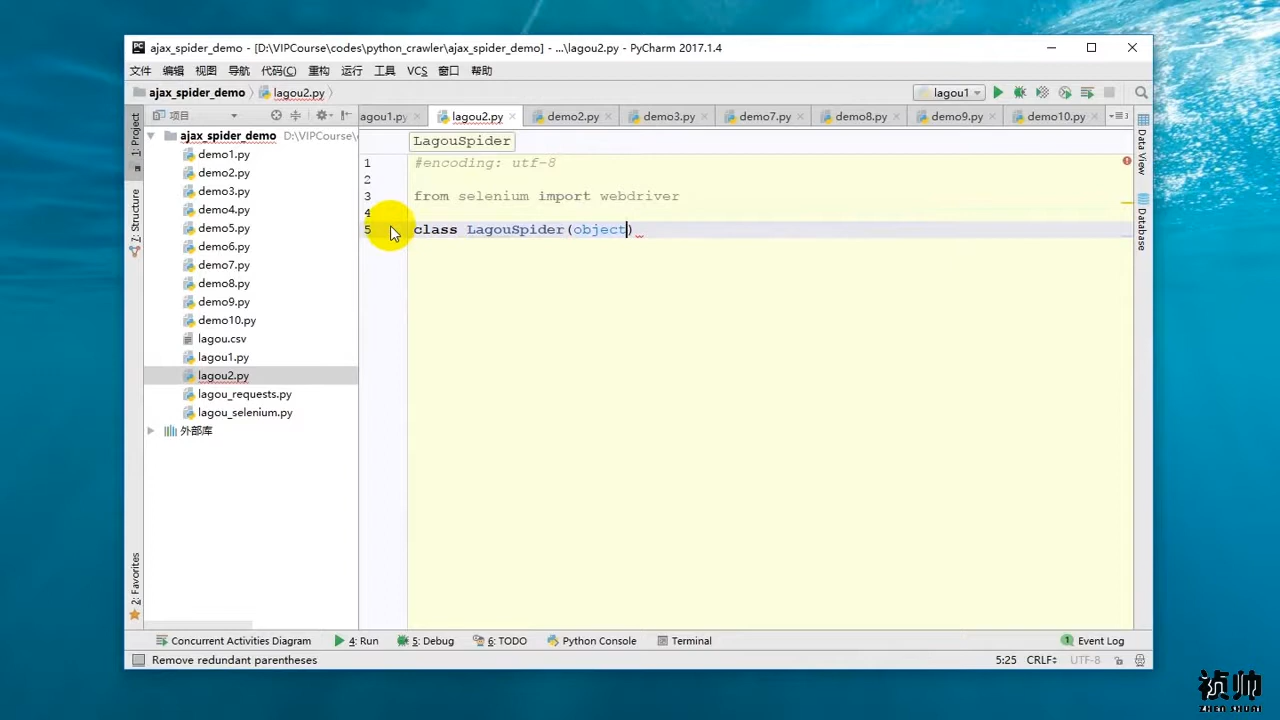 ajax_spider_demo - [D:\VIPCourse\codes\python_crawler\ajax_spider_demo] - ...\lagou2.py - PyCharm 2017.1.4
文件 编辑 视图 导航 代码(C) 重构 运行 工具 VCS 窗口 帮助
ajax_spider_demo lagou2.py lagou1
项目 agou1.py lagou2.py demo2.py demo3.py demo7.py demo8.py demo9.py demo10.py
1: Project
7: Structure
2: Favorites
ajax_spider_demo D:\VIPCourse\
demo1.py
demo2.py
demo3.py
demo4.py
demo5.py
demo6.py
demo7.py
demo8.py
demo9.py
demo10.py
lagou.csv
lagou1.py
lagou2.py
lagou_requests.py
lagou_selenium.py
外部库
LagouSpider
1 #encoding: utf-8
2
3 from selenium import webdriver
4
5 class LagouSpider(object)
Data View
Database
Concurrent Activities Diagram 4: Run 5: Debug 6: TODO Python Console Terminal 1 Event Log
Remove redundant parentheses 5:25 CRLF UTF-8
祯帅
ZHEN SHUAI